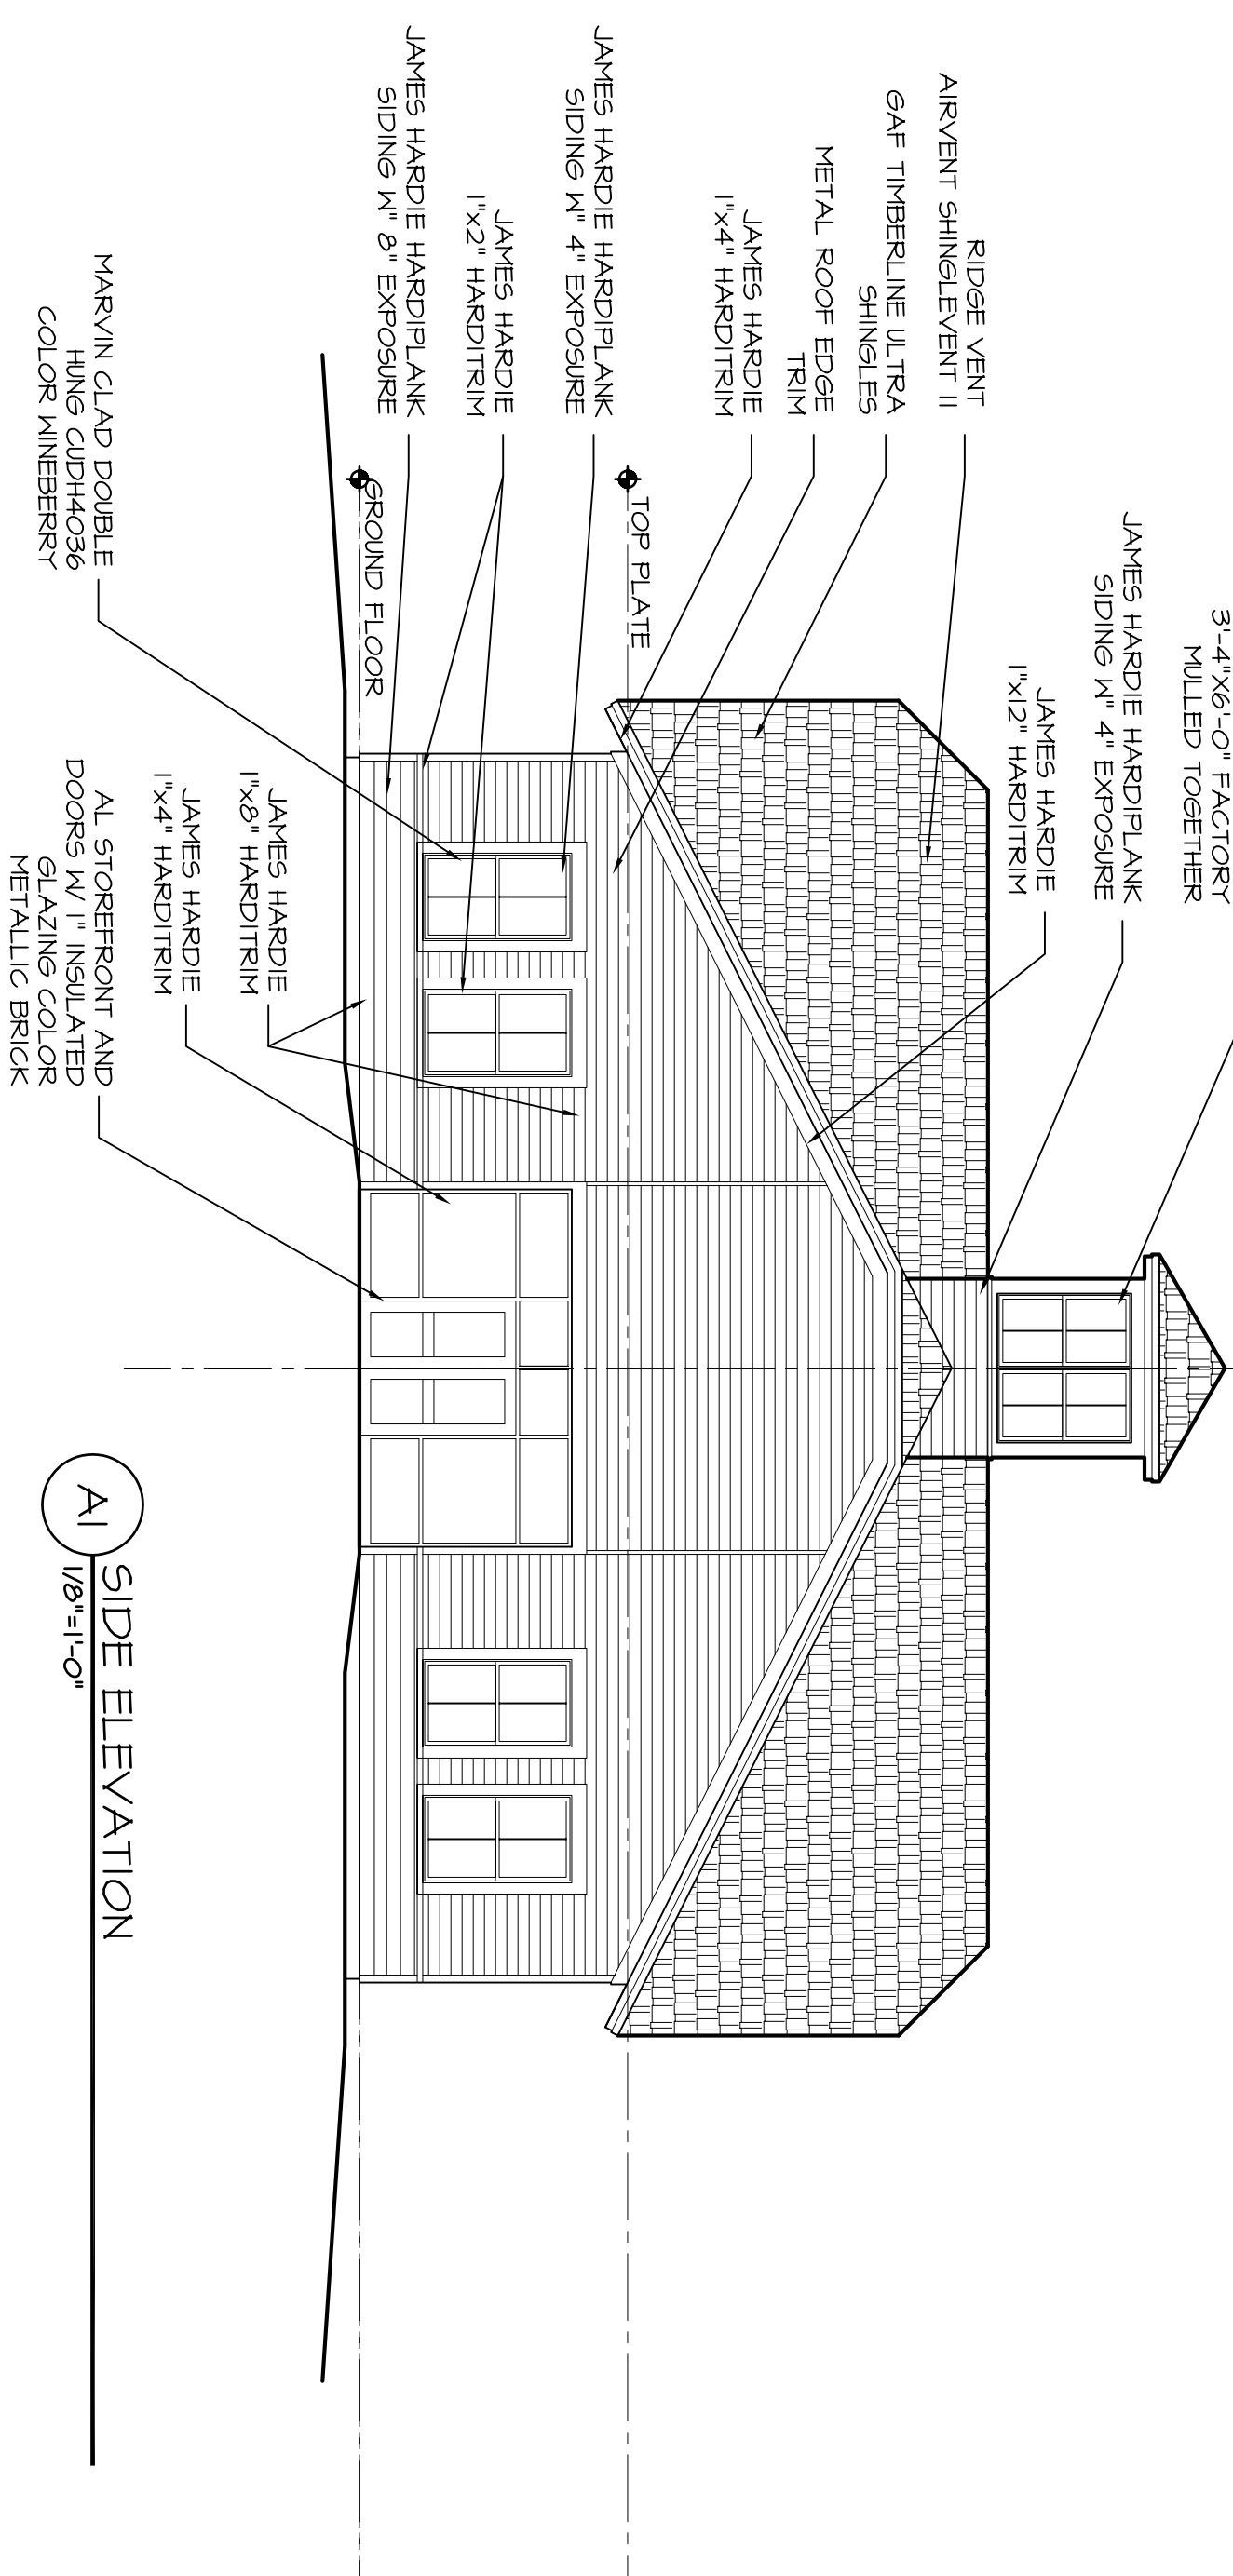 3'-4"X6'-0" FACTORY
MULLED TOGETHER
JAMES HARDIE HARDIPLANK
SIDING W" 4" EXPOSURE
JAMES HARDIE
1"x12" HARDITRIM
RIDGE VENT
AIRVENT SHINGLEVENT II
GAF TIMBERLINE ULTRA
SHINGLES
METAL ROOF EDGE
TRIM
JAMES HARDIE
1"x4" HARDITRIM
TOP PLATE
JAMES HARDIE HARDIPLANK
SIDING W" 4" EXPOSURE
JAMES HARDIE
1"x2" HARDITRIM
JAMES HARDIE HARDIPLANK
SIDING W" 8" EXPOSURE
GROUND FLOOR
JAMES HARDIE
1"x8" HARDITRIM
JAMES HARDIE
1"x4" HARDITRIM
MARVIN CLAD DOUBLE
HUNG CUDH4036
COLOR WINEBERRY
AL STOREFRONT AND
DOORS W/ 1" INSULATED
GLAZING COLOR
METALLIC BRICK
A1
SIDE ELEVATION
1/8"=1'-0"